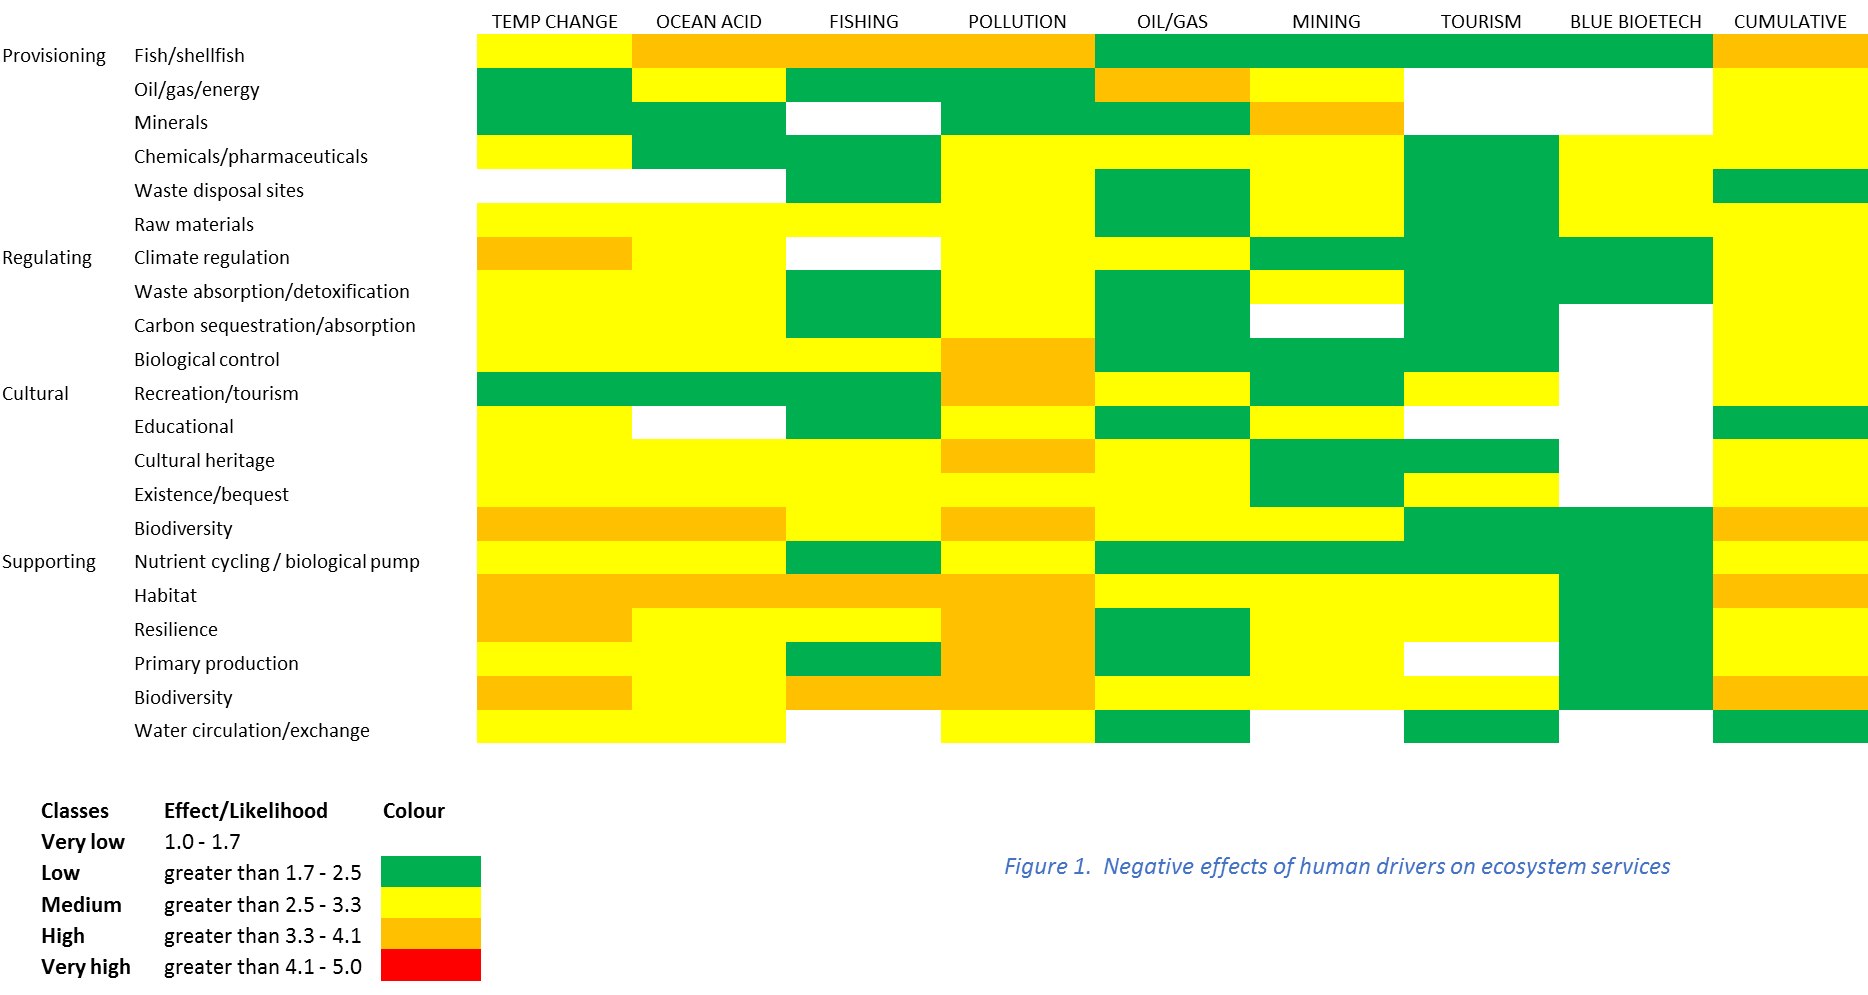 TEMP CHANGE OCEAN ACID FISHING POLLUTION OIL/GAS MINING TOURISM BLUE BIOETECH CUMULATIVE
Provisioning Fish/shellfish
Oil/gas/energy
Minerals
Chemicals/pharmaceuticals
Waste disposal sites
Raw materials
Regulating Climate regulation
Waste absorption/detoxification
Carbon sequestration/absorption
Biological control
Cultural Recreation/tourism
Educational
Cultural heritage
Existence/bequest
Biodiversity
Supporting Nutrient cycling / biological pump
Habitat
Resilience
Primary production
Biodiversity
Water circulation/exchange
Classes Effect/Likelihood Colour
Very low 1.0 - 1.7
Low greater than 1.7 - 2.5
Medium greater than 2.5 - 3.3
High greater than 3.3 - 4.1
Very high greater than 4.1 - 5.0
Figure 1. Negative effects of human drivers on ecosystem services